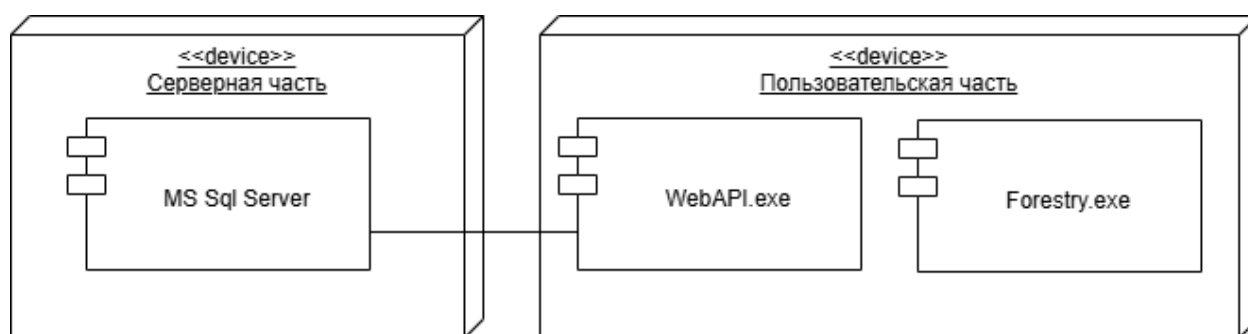 <<device>>
Серверная часть
MS Sql Server
<<device>>
Пользовательская часть
WebAPI.exe
Forestry.exe